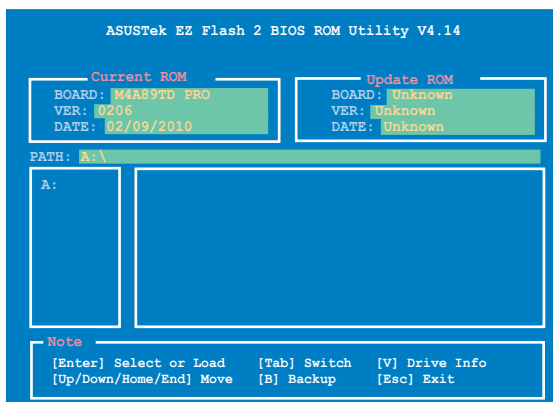 ASUSTek EZ Flash 2 BIOS ROM Utility V4.14
Current ROM
BOARD: M4A89TD PRO
VER: 0206
DATE: 02/09/2010
Update ROM
BOARD: Unknown
VER: Unknown
DATE: Unknown
PATH: A:\
A:
Note
[Enter] Select or Load [Tab] Switch [V] Drive Info
[Up/Down/Home/End] Move [B] Backup [Esc] Exit